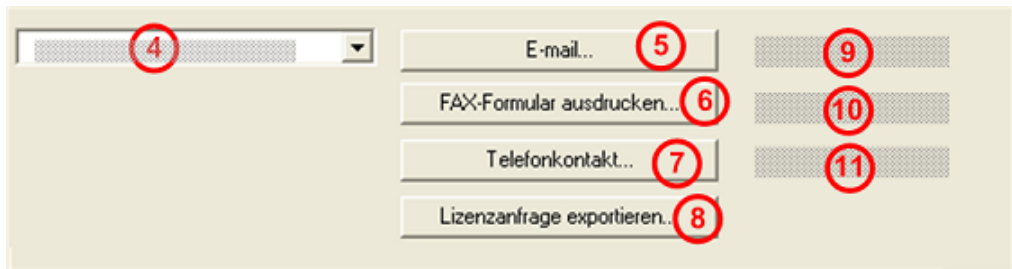 4
E-mail... 5
9
FAX-Formular ausdrucken... 6
10
Telefonkontakt... 7
11
Lizenzanfrage exportieren... 8